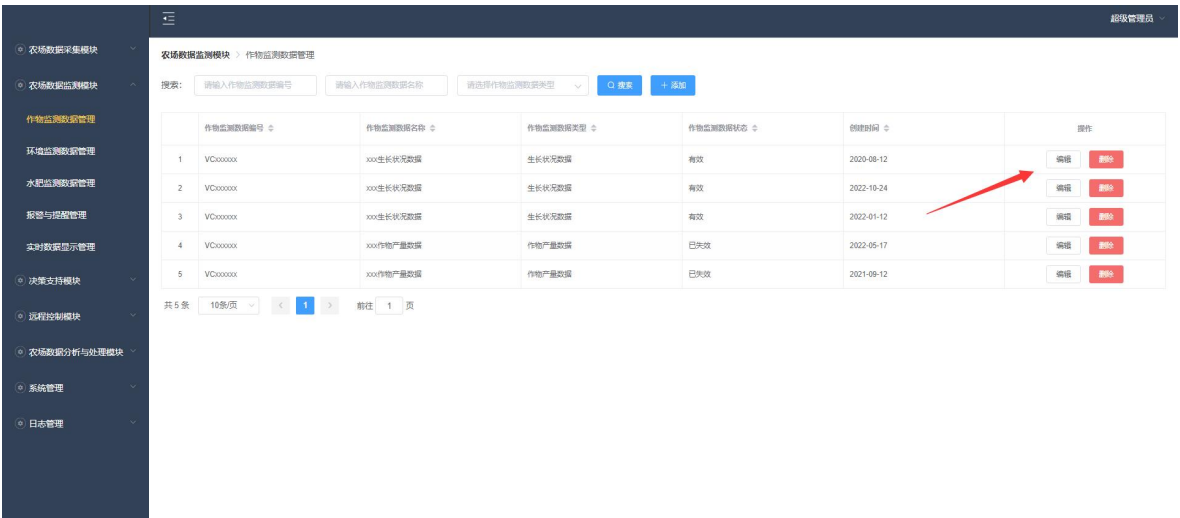 超级管理员
农场数据采集模块
农场数据监测模块
作物监测数据管理
环境监测数据管理
水肥监测数据管理
报警与提醒管理
实时数据显示管理
决策支持模块
远程控制模块
农场数据分析与处理模块
系统管理
日志管理
农场数据监测模块 > 作物监测数据管理
搜索: 请输入作物监测数据编号 请输入作物监测数据名称 请选择作物监测数据类型 搜索 + 添加
作物监测数据编号 作物监测数据名称 作物监测数据类型 作物监测数据状态 创建时间 操作
1 VCxxxxxx xxx生长状况数据 生长状况数据 有效 2020-08-12 编辑 删除
2 VCxxxxxx xxx生长状况数据 生长状况数据 有效 2022-10-24 编辑 删除
3 VCxxxxxx xxx生长状况数据 生长状况数据 有效 2022-01-12 编辑 删除
4 VCxxxxxx xxx作物产量数据 作物产量数据 已失效 2022-05-17 编辑 删除
5 VCxxxxxx xxx作物产量数据 作物产量数据 已失效 2021-09-12 编辑 删除
共 5 条 10条/页 < 1 > 前往 1 页